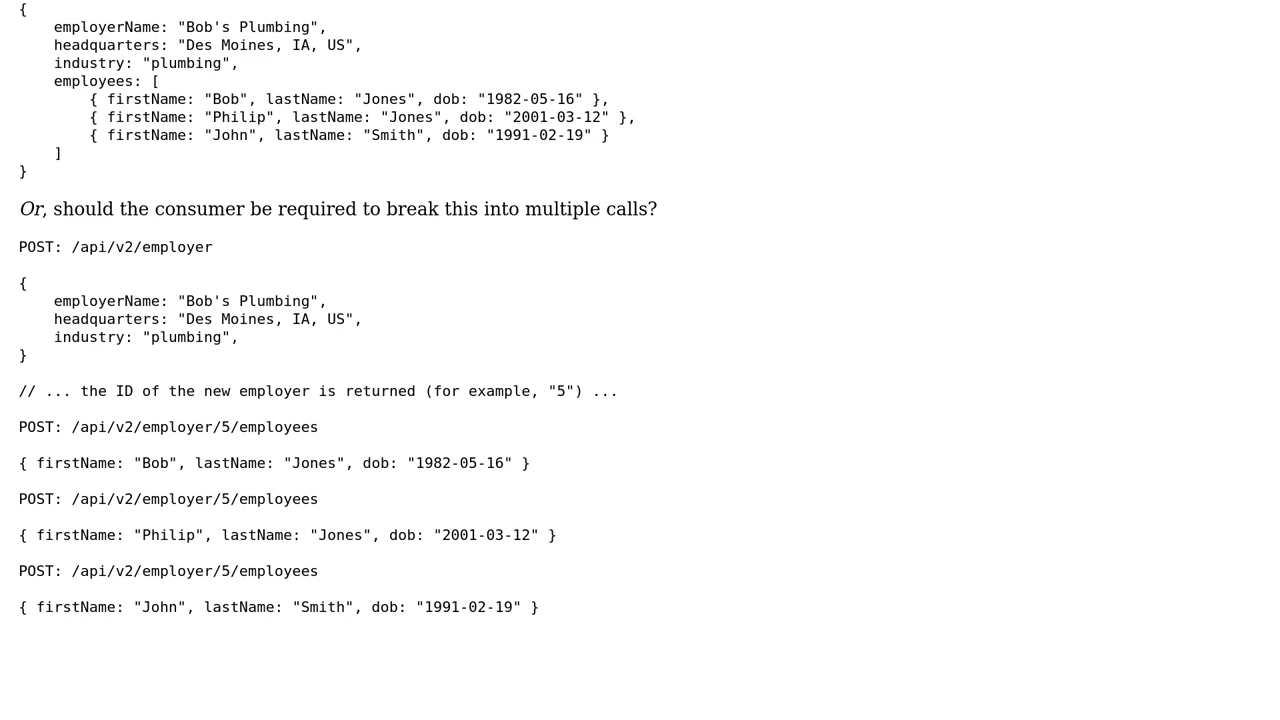 {
    employerName: "Bob's Plumbing",
    headquarters: "Des Moines, IA, US",
    industry: "plumbing",
    employees: [
        { firstName: "Bob", lastName: "Jones", dob: "1982-05-16" },
        { firstName: "Philip", lastName: "Jones", dob: "2001-03-12" },
        { firstName: "John", lastName: "Smith", dob: "1991-02-19" }
    ]
}
Or, should the consumer be required to break this into multiple calls?
POST: /api/v2/employer
{
    employerName: "Bob's Plumbing",
    headquarters: "Des Moines, IA, US",
    industry: "plumbing",
}
// ... the ID of the new employer is returned (for example, "5") ...
POST: /api/v2/employer/5/employees
{ firstName: "Bob", lastName: "Jones", dob: "1982-05-16" }
POST: /api/v2/employer/5/employees
{ firstName: "Philip", lastName: "Jones", dob: "2001-03-12" }
POST: /api/v2/employer/5/employees
{ firstName: "John", lastName: "Smith", dob: "1991-02-19" }